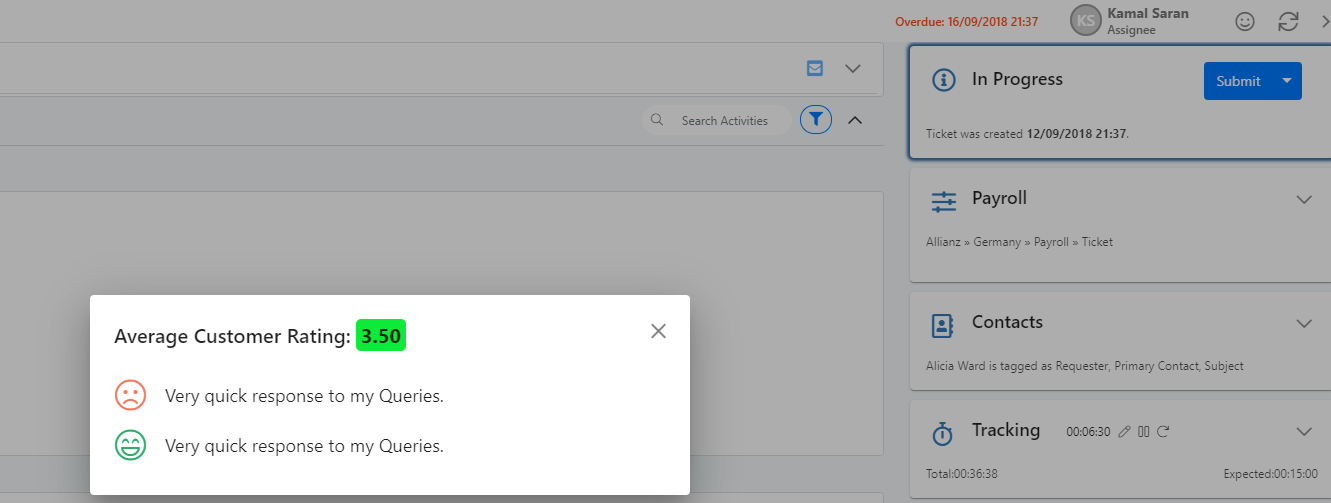 Overdue: 16/09/2018 21:37
KS
Kamal Saran
Assignee
In Progress
Submit
Search Activities
Ticket was created 12/09/2018 21:37.
Payroll
Allianz » Germany » Payroll » Ticket
Average Customer Rating: 3.50
Very quick response to my Queries.
Very quick response to my Queries.
Contacts
Alicia Ward is tagged as Requester, Primary Contact, Subject
Tracking 00:06:30
Total:00:36:38 Expected:00:15:00